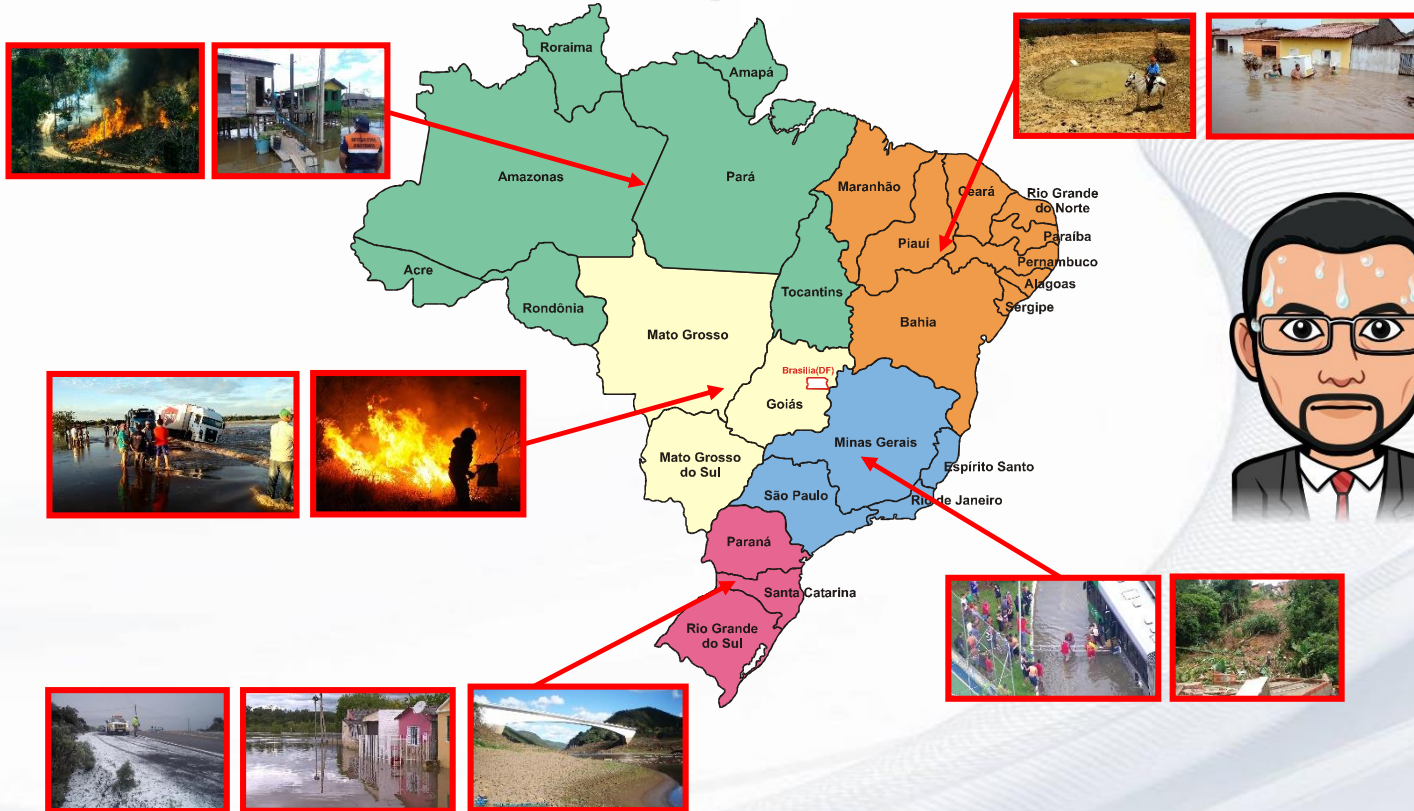 Roraima
Amapá
Amazonas
Pará
Maranhão
Ceará
Rio Grande
do Norte
Piauí
Paraíba
Pernambuco
Alagoas
Sergipe
Acre
Rondônia
Tocantins
Bahia
Mato Grosso
Brasilia(DF)
Goiás
Minas Gerais
Mato Grosso
do Sul
Espírito Santo
São Paulo
Rio de Janeiro
Paraná
Santa Catarina
Rio Grande
do Sul